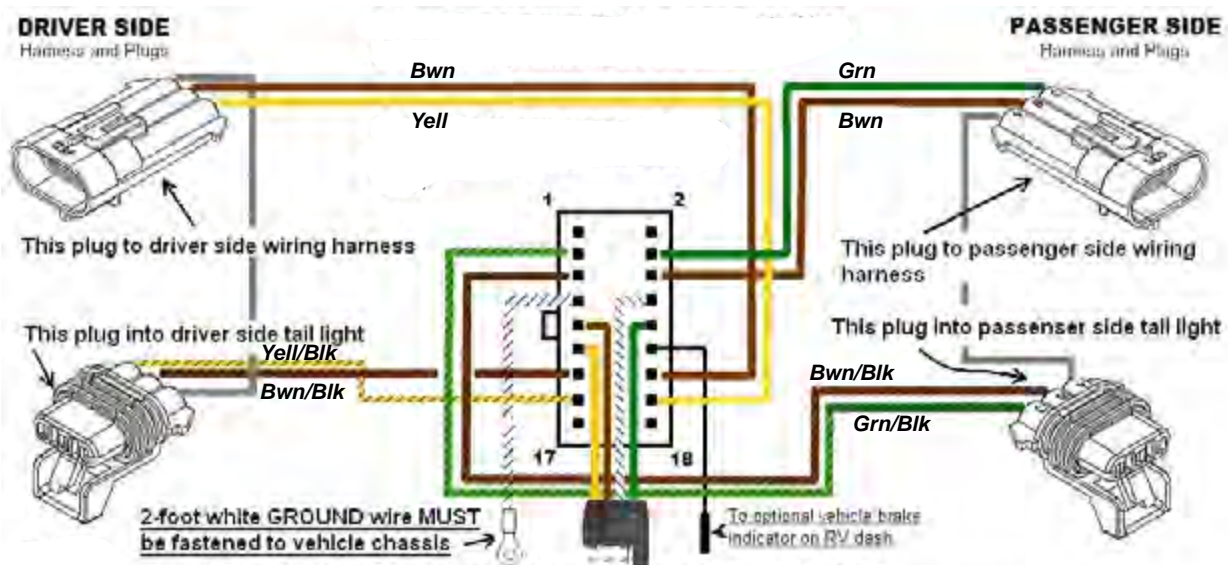 DRIVER SIDE
Harness and Plugs
PASSENGER SIDE
Harness and Plugs
Bwn
Yell
Grn
Bwn
1
2
This plug to driver side wiring harness
This plug to passenger side wiring
harness
This plug into driver side tail light
This plug into passenser side tail light
Yell/Blk
Bwn/Blk
Bwn/Blk
Grn/Blk
17
18
2-foot white GROUND wire MUST
be fastened to vehicle chassis
To optional vehicle brake
indicator on RV dash